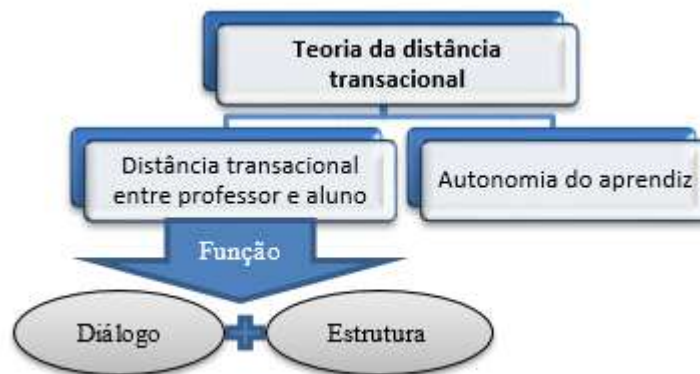 Teoria da distância
transacional
Distância transacional
entre professor e aluno
Autonomia do aprendiz
Função
Diálogo
Estrutura